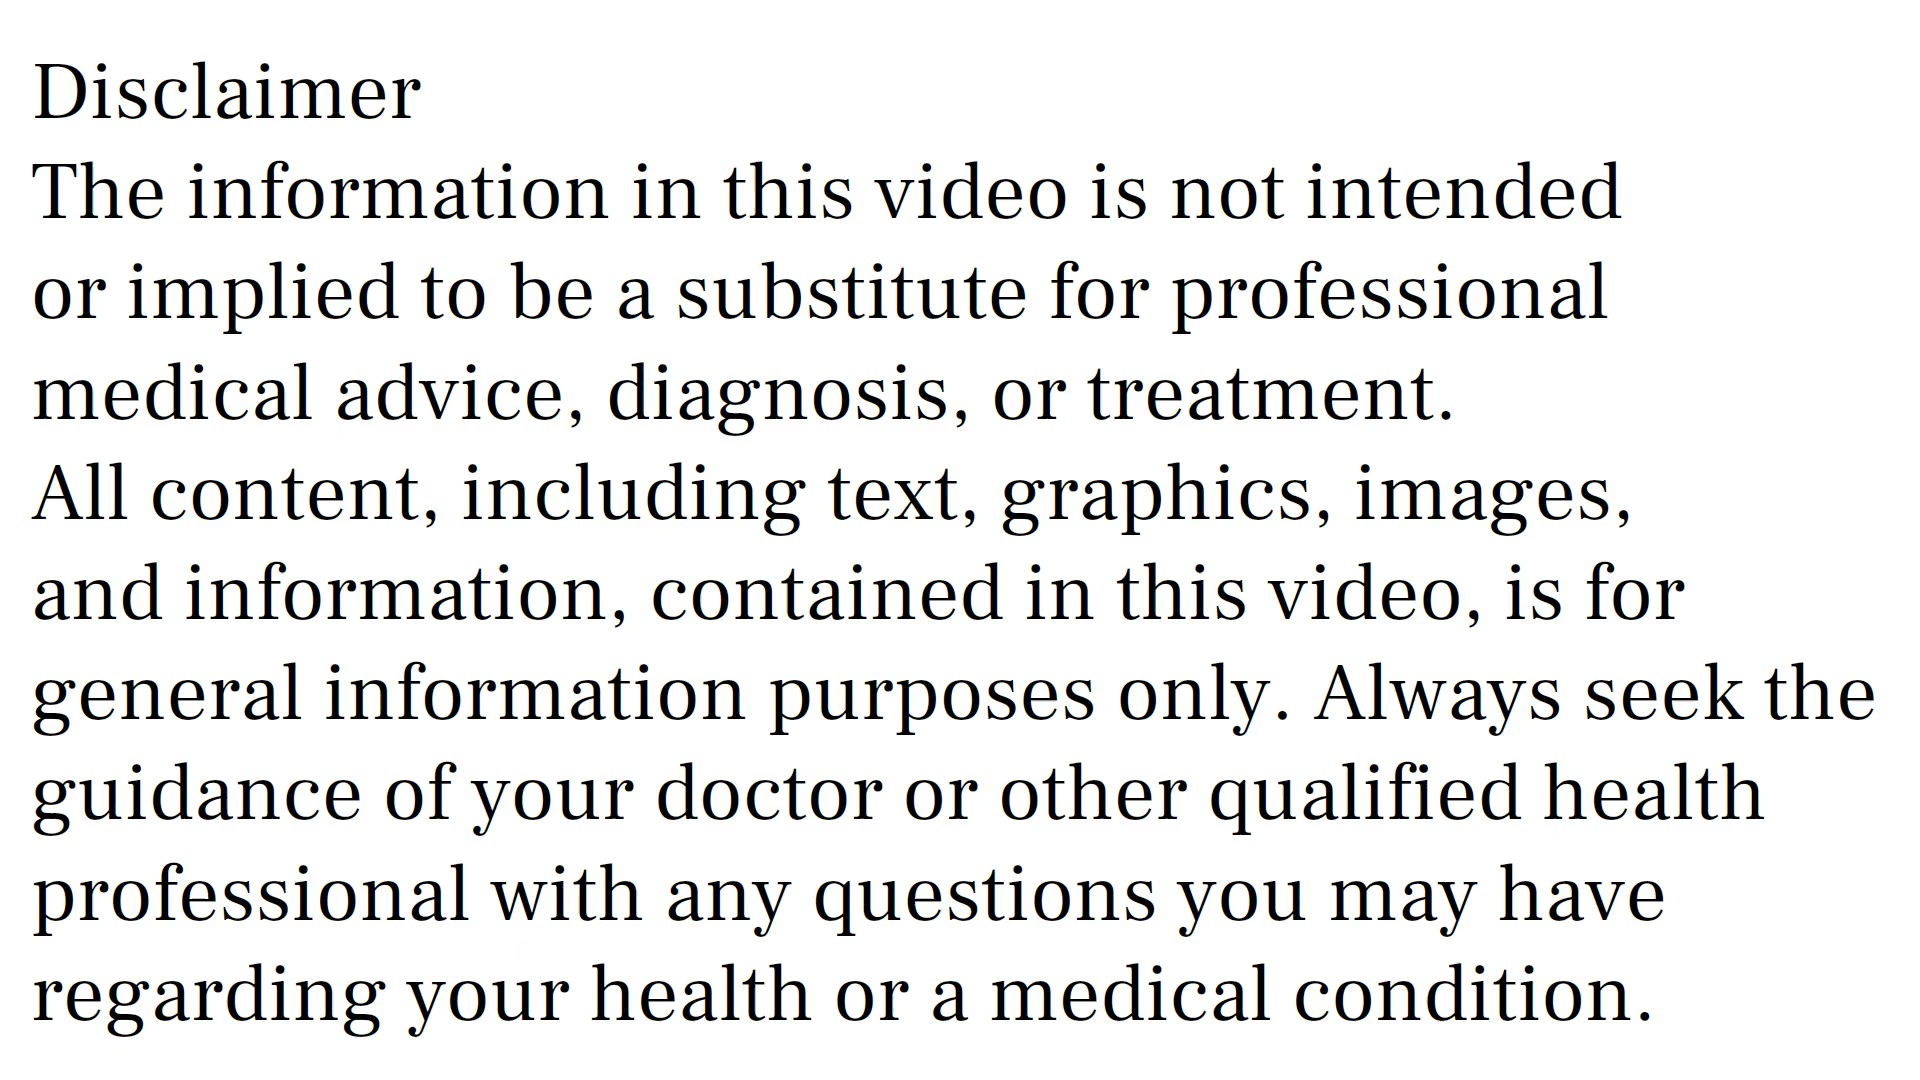 Disclaimer
The information in this video is not intended
or implied to be a substitute for professional
medical advice, diagnosis, or treatment.
All content, including text, graphics, images,
and information, contained in this video, is for
general information purposes only. Always seek the
guidance of your doctor or other qualified health
professional with any questions you may have
regarding your health or a medical condition.